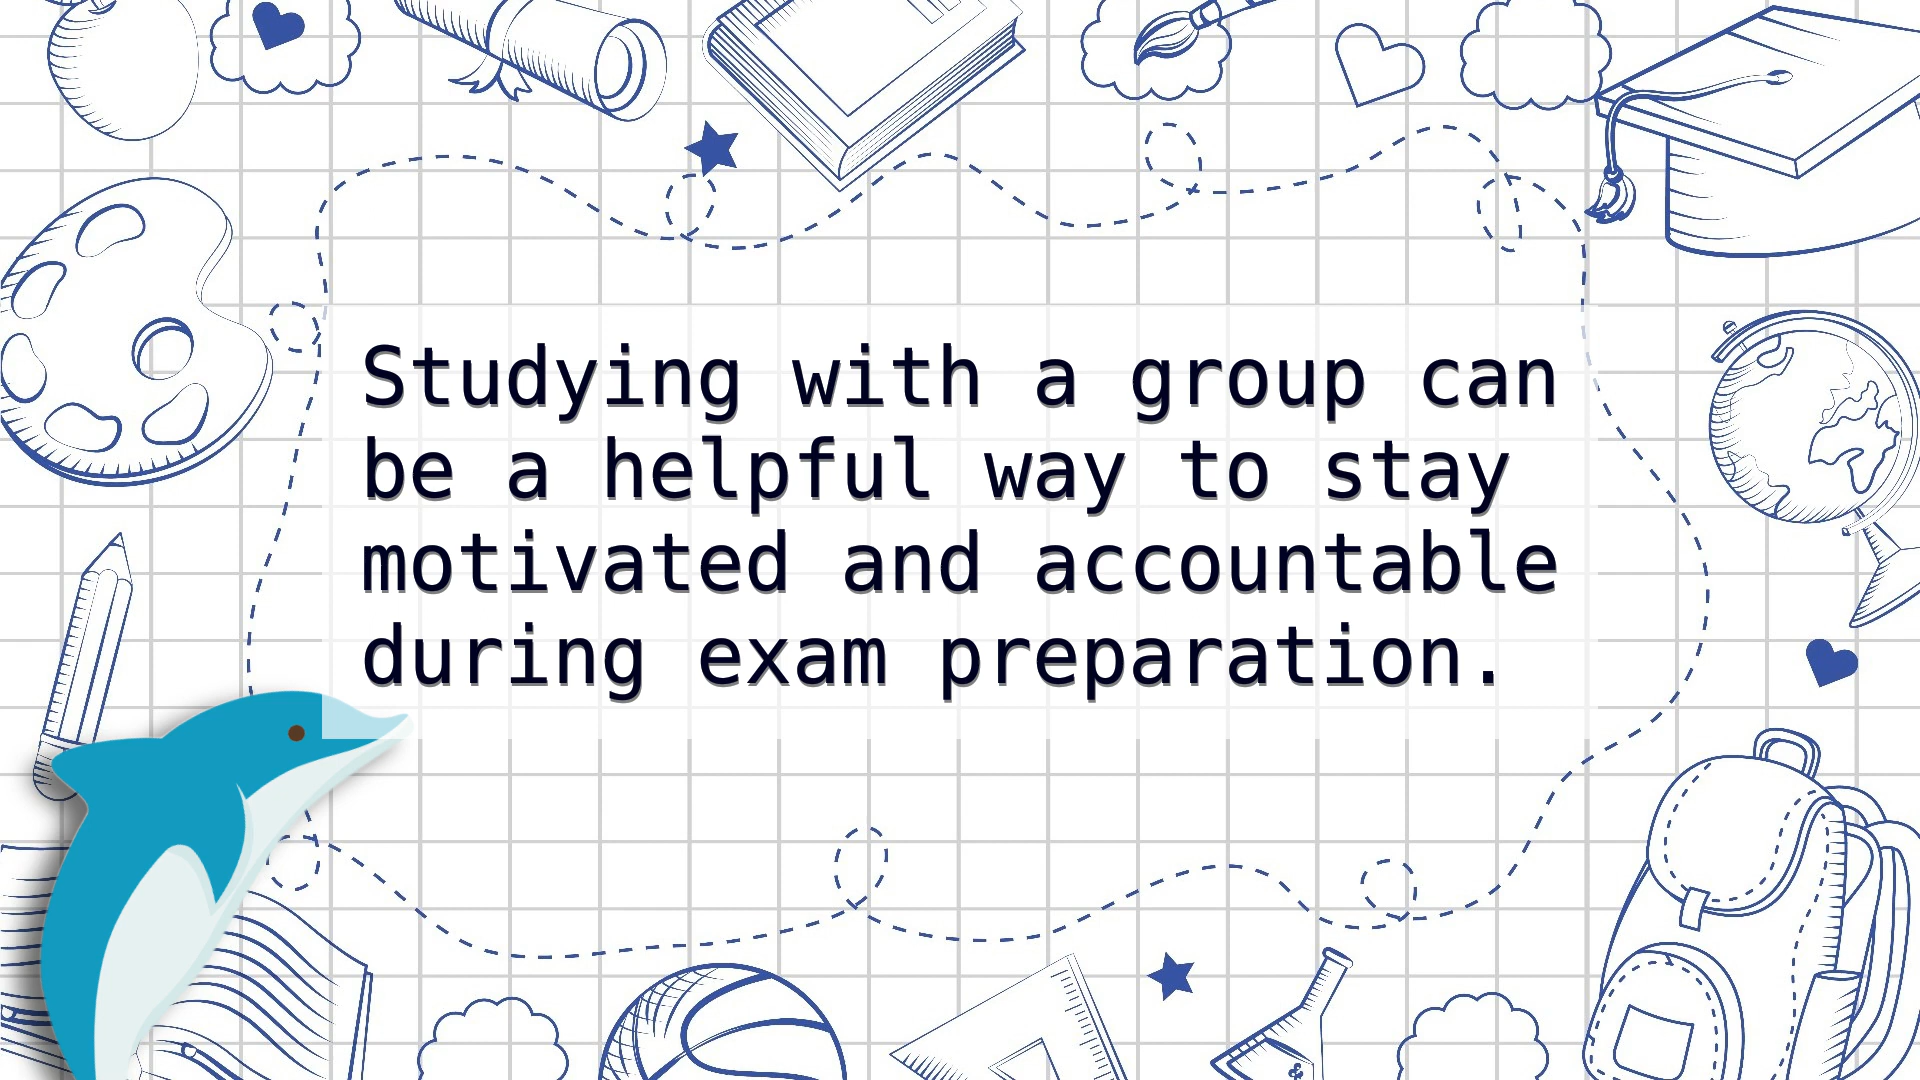 Studying with a group can
be a helpful way to stay
motivated and accountable
during exam preparation.